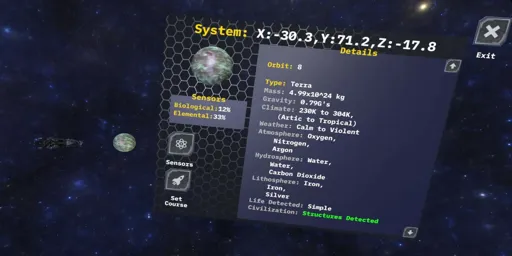 System: X:-30.3,Y:71.2,Z:-17.8
Details
Exit
Orbit: 8
Type: Terra
Mass: 4.99x10^24 kg
Gravity: 0.79G's
Climate: 230K to 304K,
(Artic to Tropical)
Weather: Calm to Violent
Atmosphere: Oxygen,
Nitrogen,
Argon
Hydrosphere: Water,
Water,
Carbon Dioxide
Lithosphere: Iron,
Iron,
Silver
Life Detected: Simple
Civilization: Structures Detected
Sensors
Biological:12%
Elemental:33%
Sensors
Set
Course